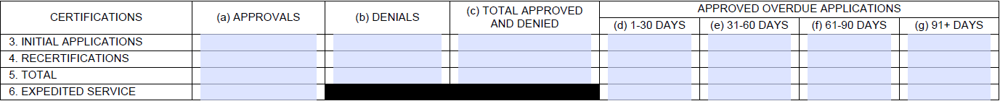 CERTIFICATIONS
(a) APPROVALS
(b) DENIALS
(c) TOTAL APPROVED
AND DENIED
APPROVED OVERDUE APPLICATIONS
(d) 1-30 DAYS
(e) 31-60 DAYS
(f) 61-90 DAYS
(g) 91+ DAYS
3. INITIAL APPLICATIONS
4. RECERTIFICATIONS
5. TOTAL
6. EXPEDITED SERVICE